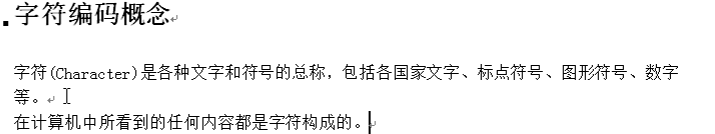 字符编码概念
字符(Character)是各种文字和符号的总称，包括各国家文字、标点符号、图形符号、数字
等。
在计算机中所看到的任何内容都是字符构成的。